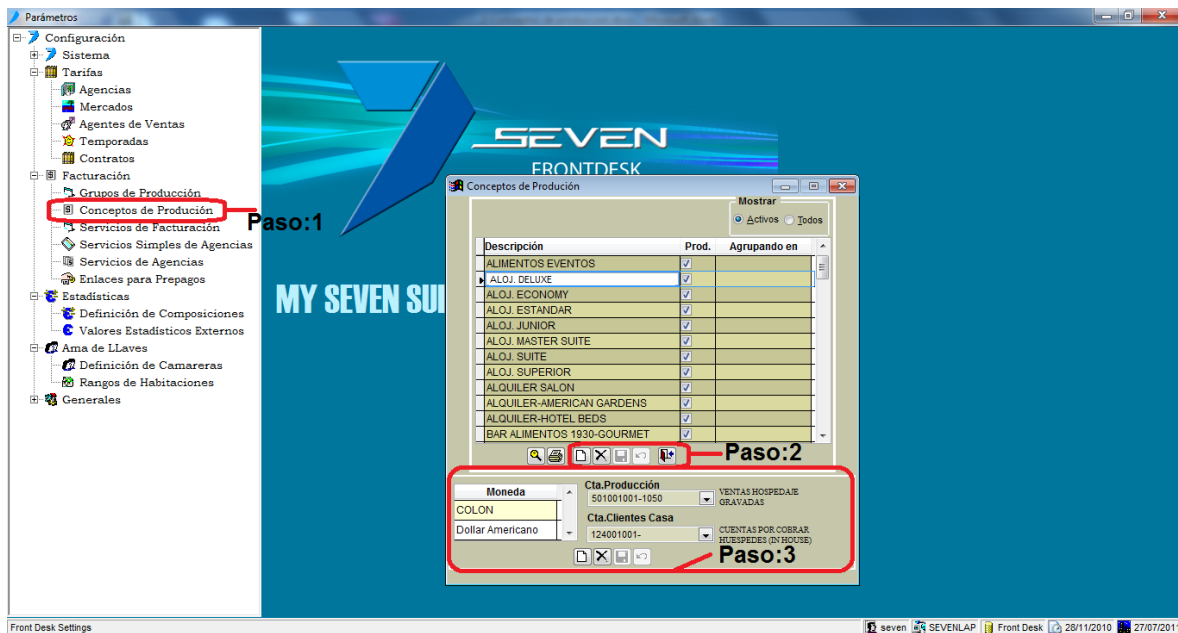 Parámetros
Configuración
Sistema
Tarifas
Agencias
Mercados
Agentes de Ventas
Temporadas
Contratos
Facturación
Grupos de Producción
Conceptos de Produción
Servicios de Facturación
Servicios Simples de Agencias
Servicios de Agencias
Enlaces para Prepagos
Estadísticas
Definición de Composiciones
Valores Estadísticos Externos
Ama de LLaves
Definición de Camareras
Rangos de Habitaciones
Generales
Paso:1
SEVEN
FRONTDESK
MY SEVEN SUI
Conceptos de Produción
Mostrar
Activos Todos
Descripción Prod. Agrupando en
ALIMENTOS EVENTOS
ALOJ. DELUXE
ALOJ. ECONOMY
ALOJ. ESTANDAR
ALOJ. JUNIOR
ALOJ. MASTER SUITE
ALOJ. SUITE
ALOJ. SUPERIOR
ALQUILER SALON
ALQUILER-AMERICAN GARDENS
ALQUILER-HOTEL BEDS
BAR ALIMENTOS 1930-GOURMET
Paso:2
Moneda
COLON
Dollar Americano
Cta.Producción
501001001-1050
VENTAS HOSPEDAJE
GRAVADAS
Cta.Clientes Casa
124001001-
CUENTAS POR COBRAR
HUESPEDES (IN HOUSE)
Paso:3
Front Desk Settings
seven SEVENLAP Front Desk 28/11/2010 27/07/2011